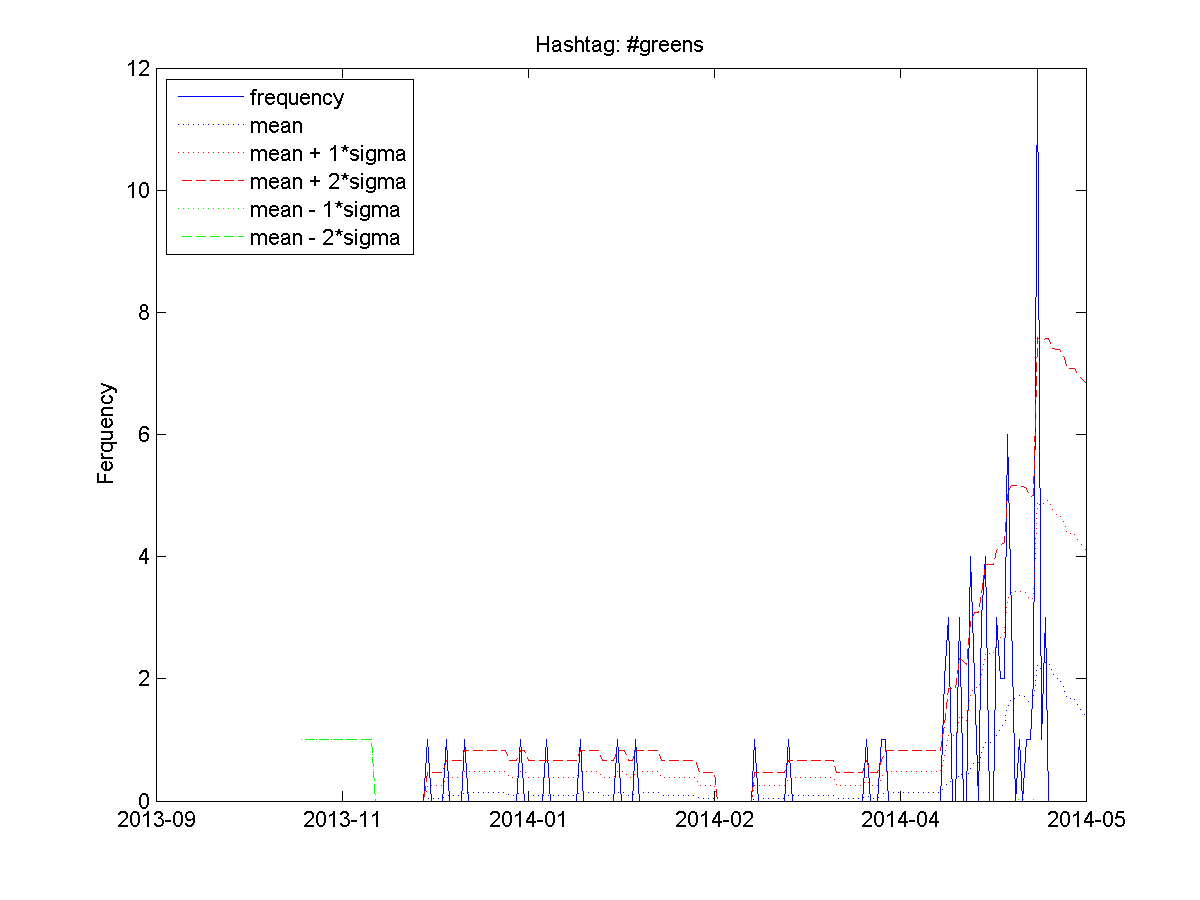 Hashtag: #greens
12
10
8
6
4
2
0
Ferquency
frequency
mean
mean + 1*sigma
mean + 2*sigma
mean - 1*sigma
mean - 2*sigma
2013-09 2013-11 2014-01 2014-02 2014-04 2014-05